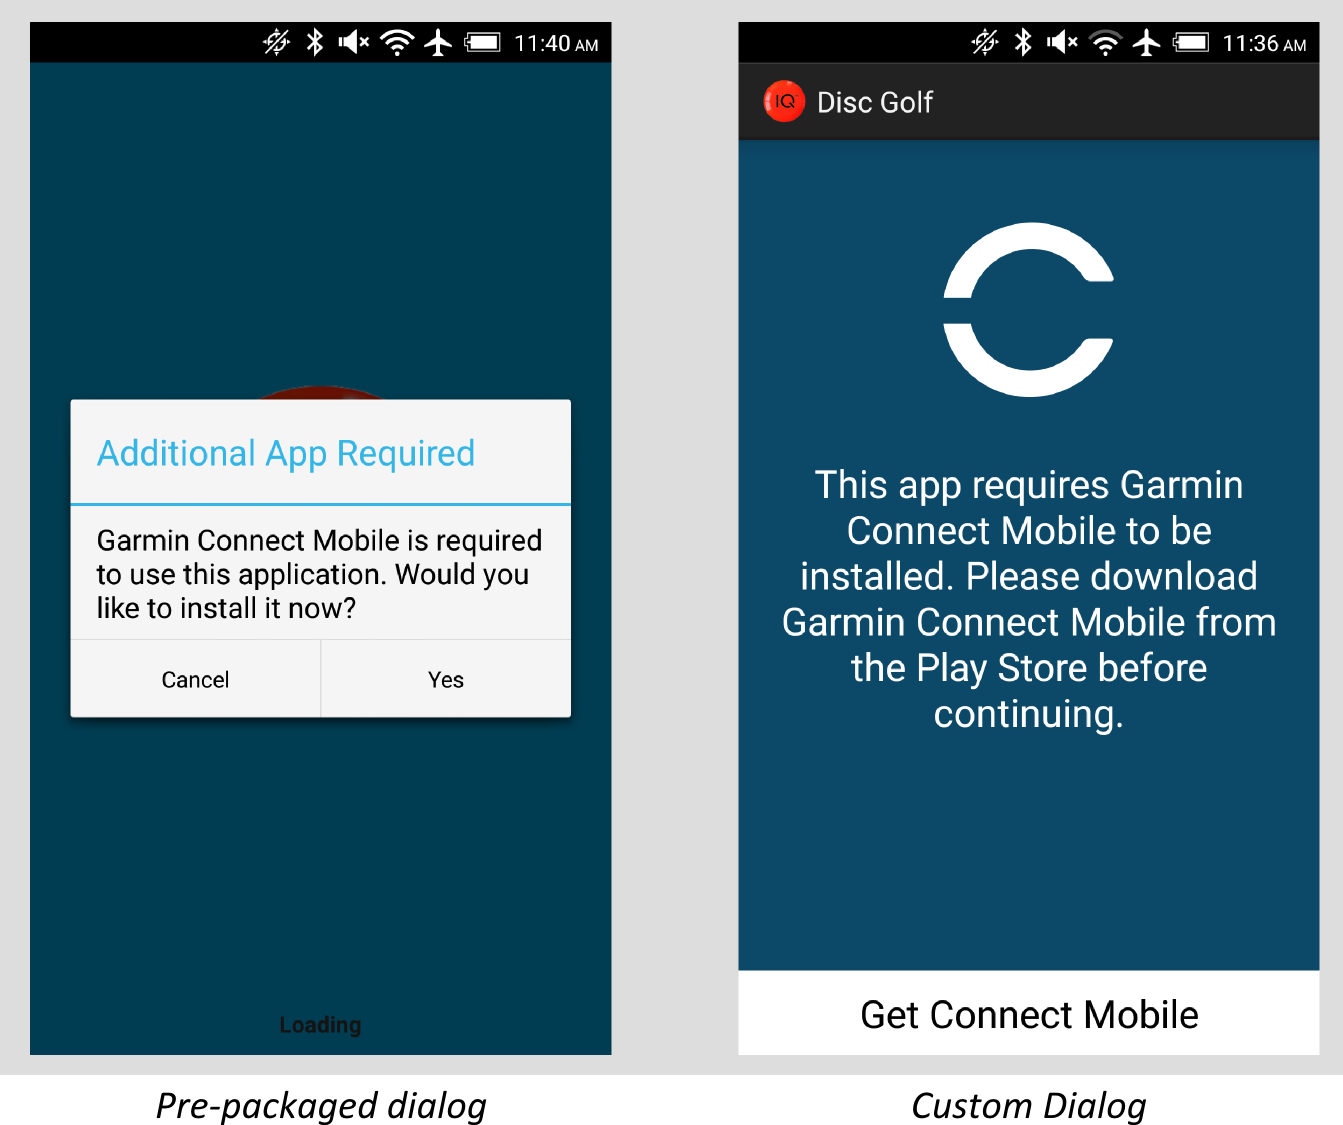 11:40 AM
Additional App Required
Garmin Connect Mobile is required
to use this application. Would you
like to install it now?
Cancel
Yes
Loading
Pre-packaged dialog
11:36 AM
IQ
Disc Golf
This app requires Garmin
Connect Mobile to be
installed. Please download
Garmin Connect Mobile from
the Play Store before
continuing.
Get Connect Mobile
Custom Dialog